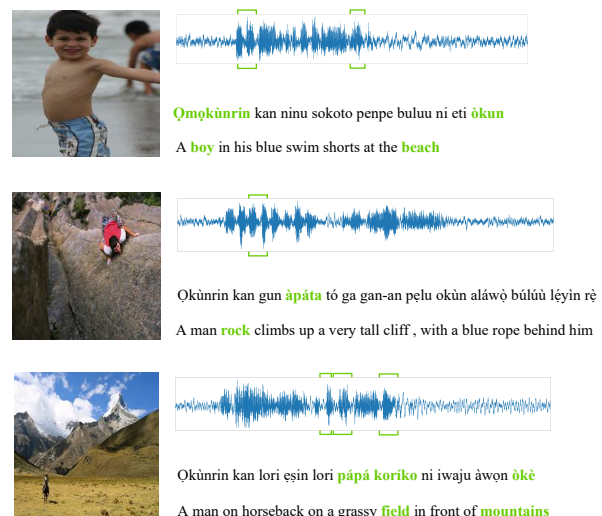 Ọmọkùnrin kan ninu sokoto penpe buluu ni eti òkun
A boy in his blue swim shorts at the beach
Ọkùnrin kan gun àpáta tó ga gan-an pẹlu okùn aláwọ̀ búlúù lẹ́yìn rẹ̀
A man rock climbs up a very tall cliff , with a blue rope behind him
Ọkùnrin kan lori ẹṣin lori pápá koríko ni iwaju àwọn òkè
A man on horseback on a grassy field in front of mountains